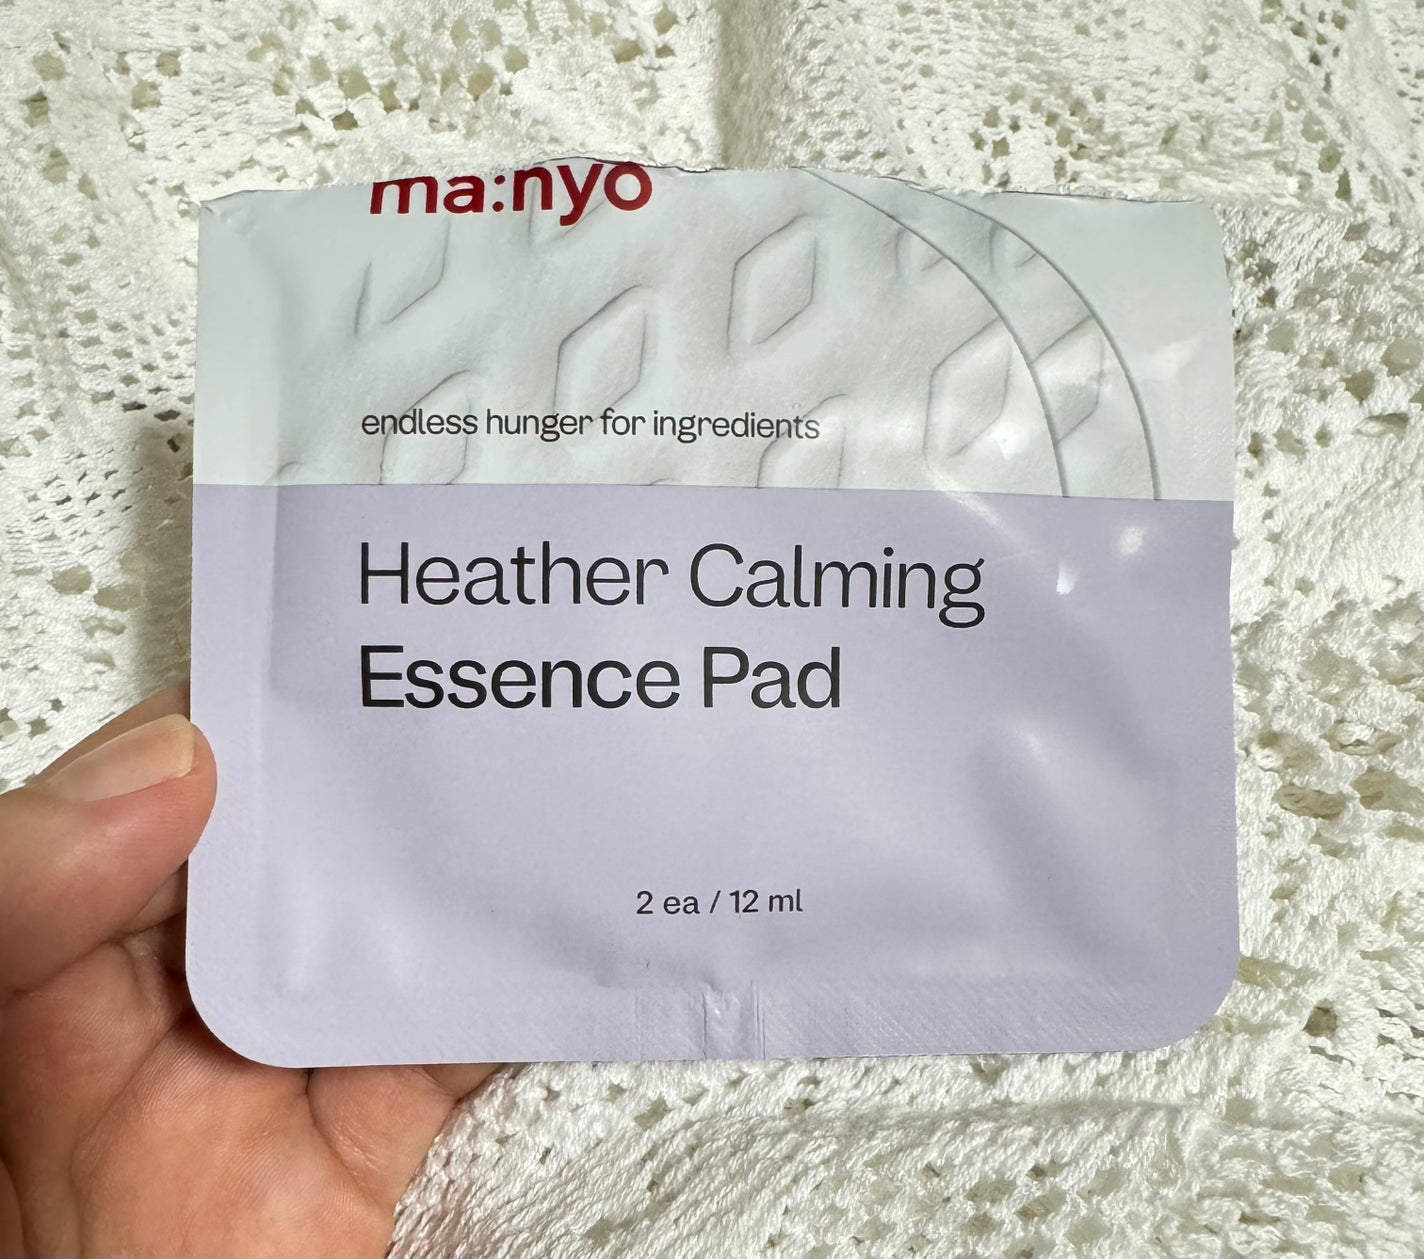 ma:nyo
endless hunger for ingredients
Heather Calming
Essence Pad
2 ea / 12 ml